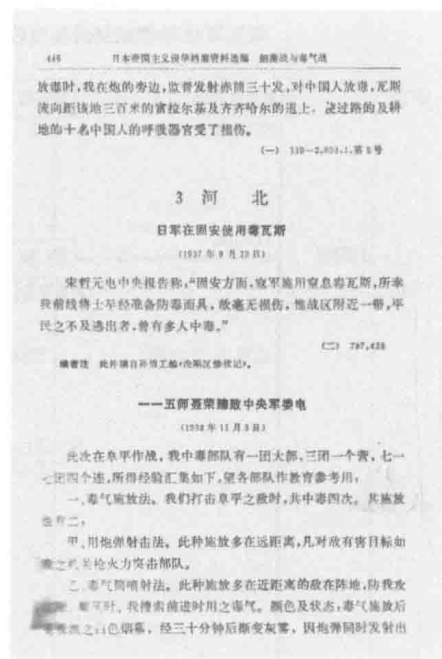 446 日本帝国主义侵华档案资料选编 细菌战与毒气战
放毒时,我在炮的旁边,监督发射赤筒三十发,对中国人放毒,瓦斯
流向距该地三百米的富拉尔基及齐齐哈尔的道上,使过路的及耕
地的十名中国人的呼吸器官受了损伤。
(一) 119—2,
第5号
3 河 北
日军在固安使用毒瓦斯
(1937年9月20日)
宋哲元电中央报告称:“固安方面,寇军施用窒息毒瓦斯,所幸
我前线将士早经准备防毒面具,故毫无损伤,惟战区附近一带,平
民之不及逃出者,曾有多人中毒。”
(二) 787,
编者注 此件摘自
编《沦陷区惨状记》。
一一五师聂荣臻致中央军委电
(1938年11月8日)
此次在阜平作战,我中毒部队有一团大部,三团一个营,七一
七团四个连,所得经验汇集如下,望各部队作教育参考用:
一、毒气施放法。我们打击阜平之敌时,共中毒四次。其施放
法有二:
甲、用炮弹射击法。此种施放多在远距离,凡对敌有害目标如
机关枪火力突击部队。
乙、毒气筒喷射法。此种施放多在近距离的敌在阵地,防我攻
时,我搜索前进时用之毒气。颜色及状态:毒气施放后
之白色烟幕,经三十分钟后渐变灰雾,因炮弹同时发射出